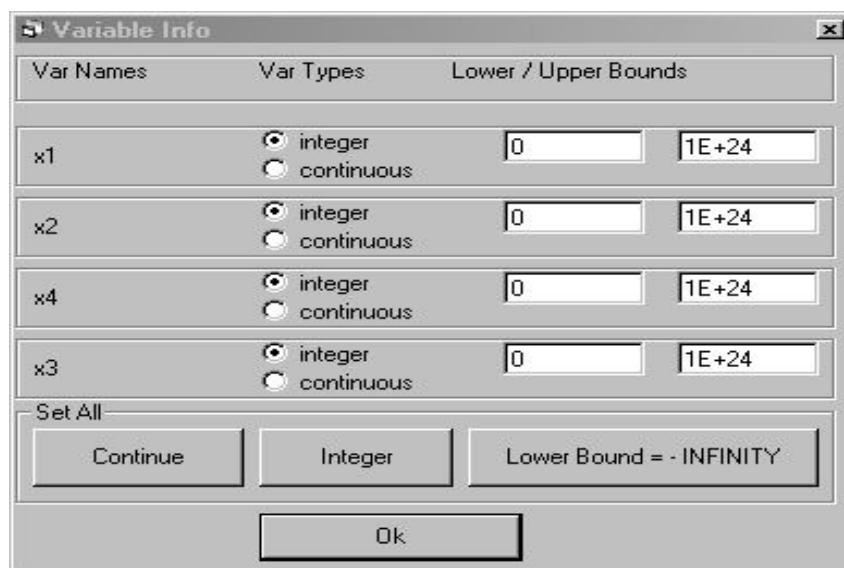 Variable Info
Var Names Var Types Lower / Upper Bounds
x1 integer 0 1E+24
continuous
x2 integer 0 1E+24
continuous
x4 integer 0 1E+24
continuous
x3 integer 0 1E+24
continuous
Set All
Continue Integer Lower Bound = - INFINITY
Ok